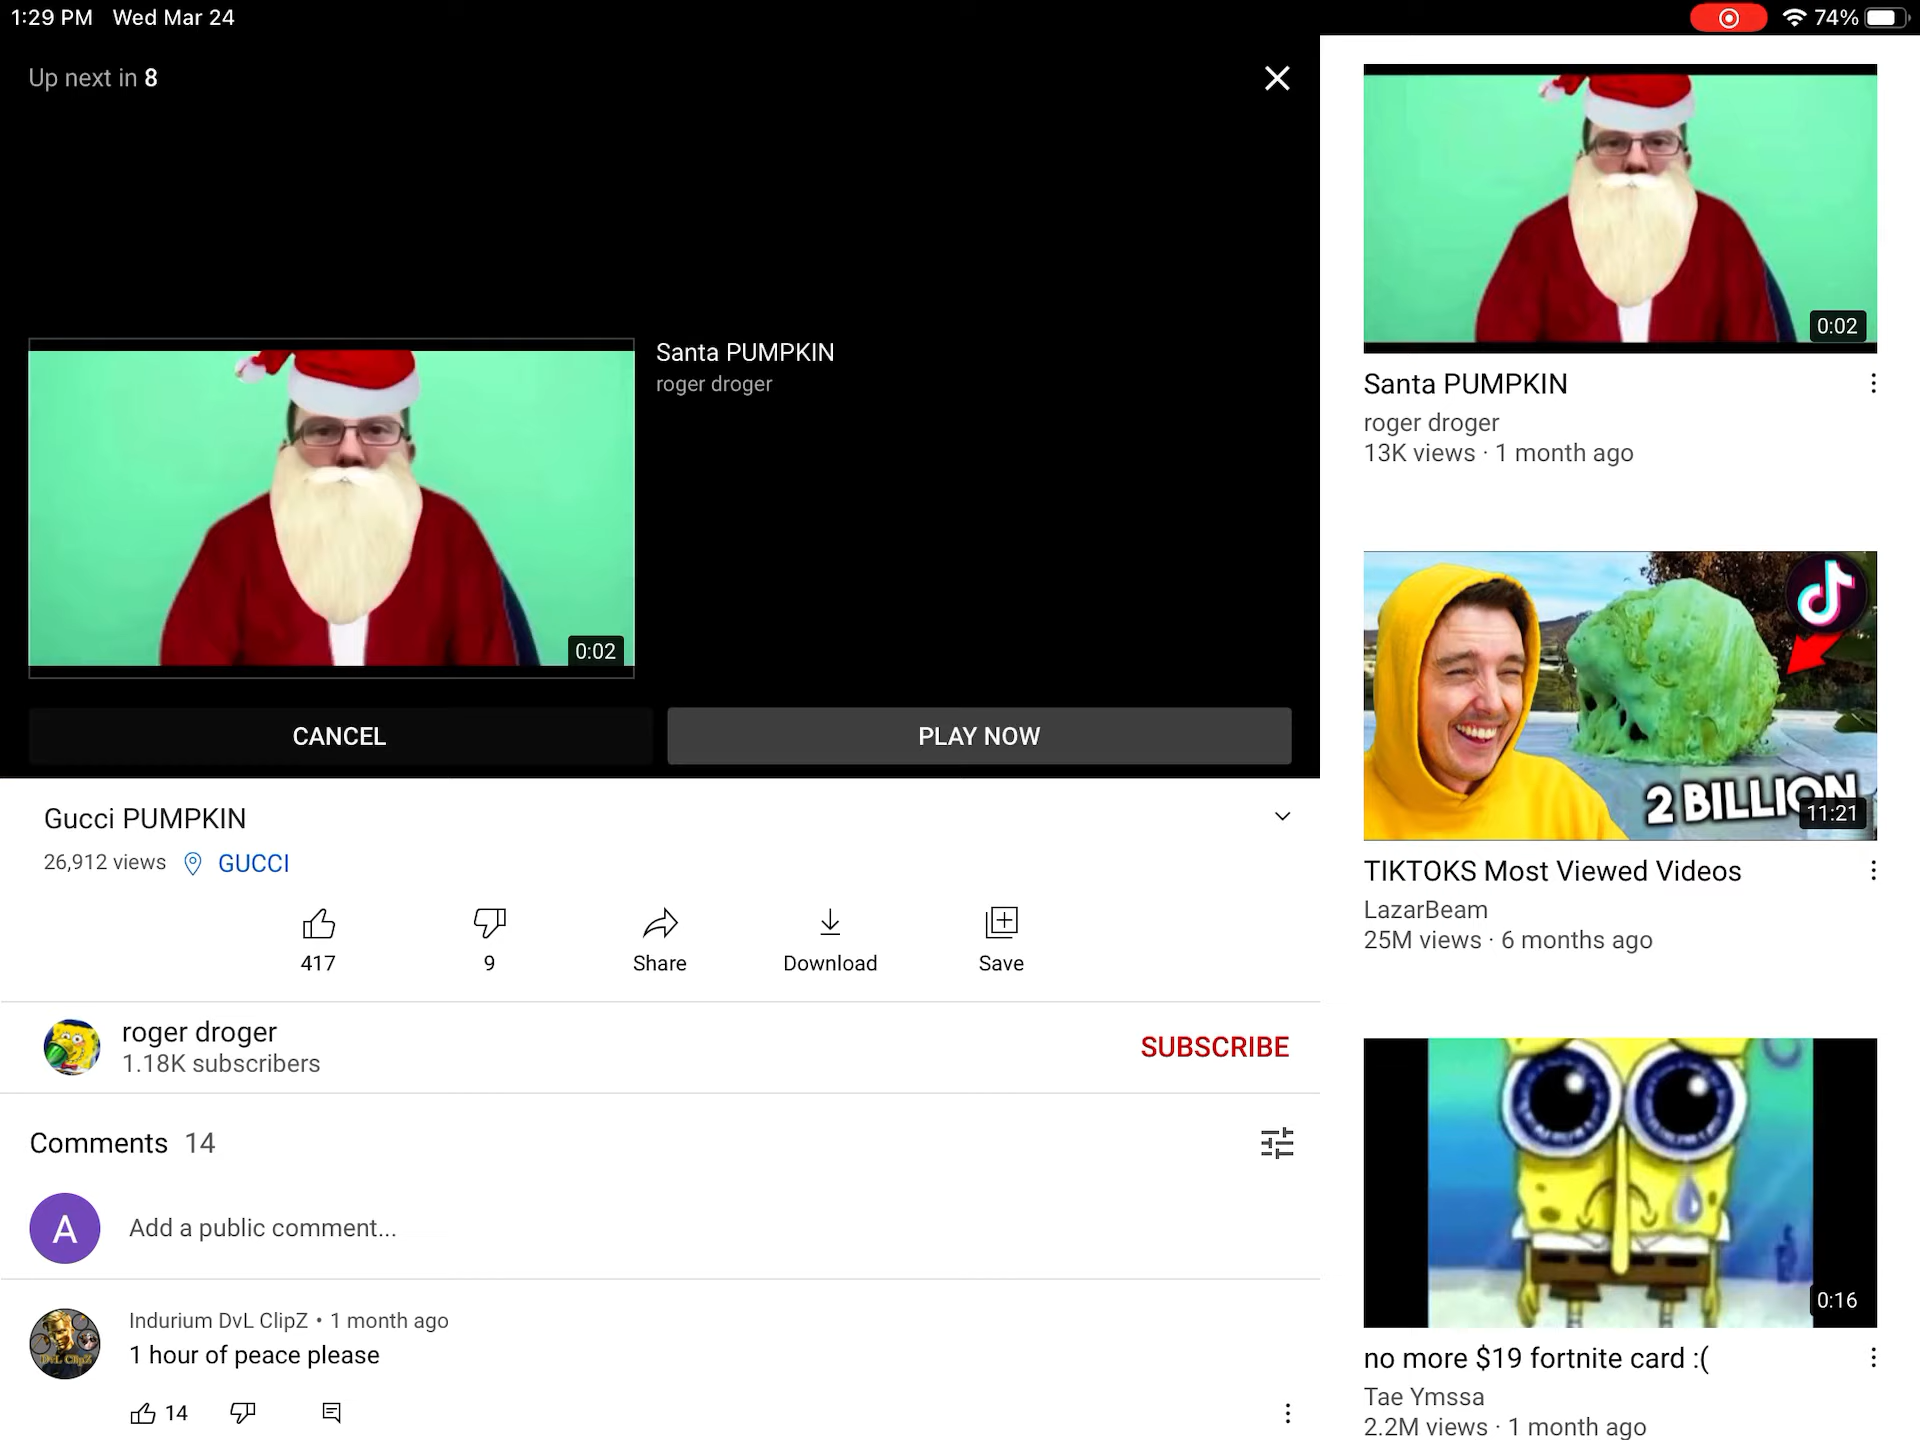 1:29 PM Wed Mar 24
74%
Up next in 8
Santa PUMPKIN
roger droger
0:02
CANCEL
PLAY NOW
Gucci PUMPKIN
26,912 views GUCCI
417
9
Share
Download
Save
roger droger
1.18K subscribers
SUBSCRIBE
Comments 14
A
Add a public comment...
Indurium DvL ClipZ • 1 month ago
1 hour of peace please
DvL ClipZ
14
0:02
Santa PUMPKIN
roger droger
13K views · 1 month ago
2 BILLION
11:21
TIKTOKS Most Viewed Videos
LazarBeam
25M views · 6 months ago
0:16
no more $19 fortnite card :(
Tae Ymssa
2.2M views · 1 month ago